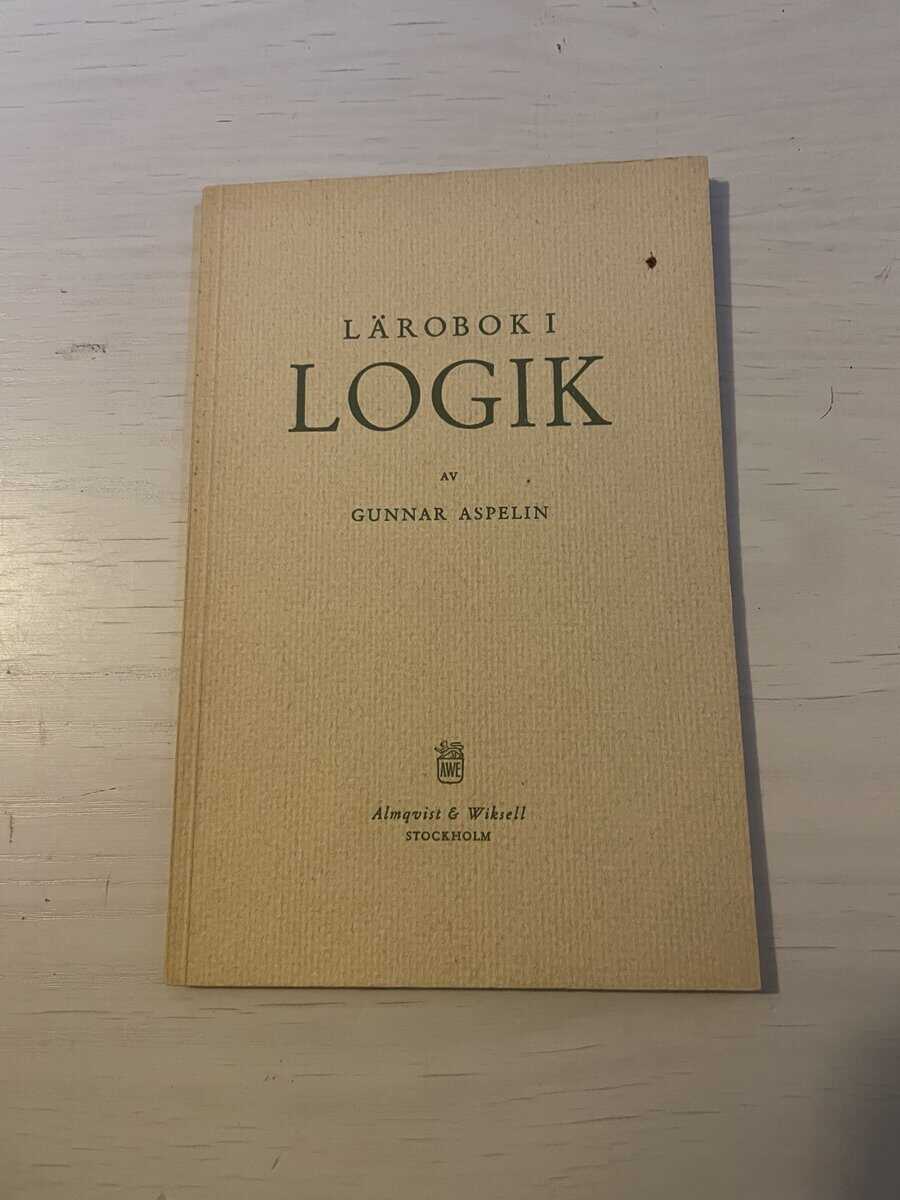 LÄROBOK I
LOGIK
AV
GUNNAR ASPELIN
AWE
Almqvist & Wiksell
STOCKHOLM